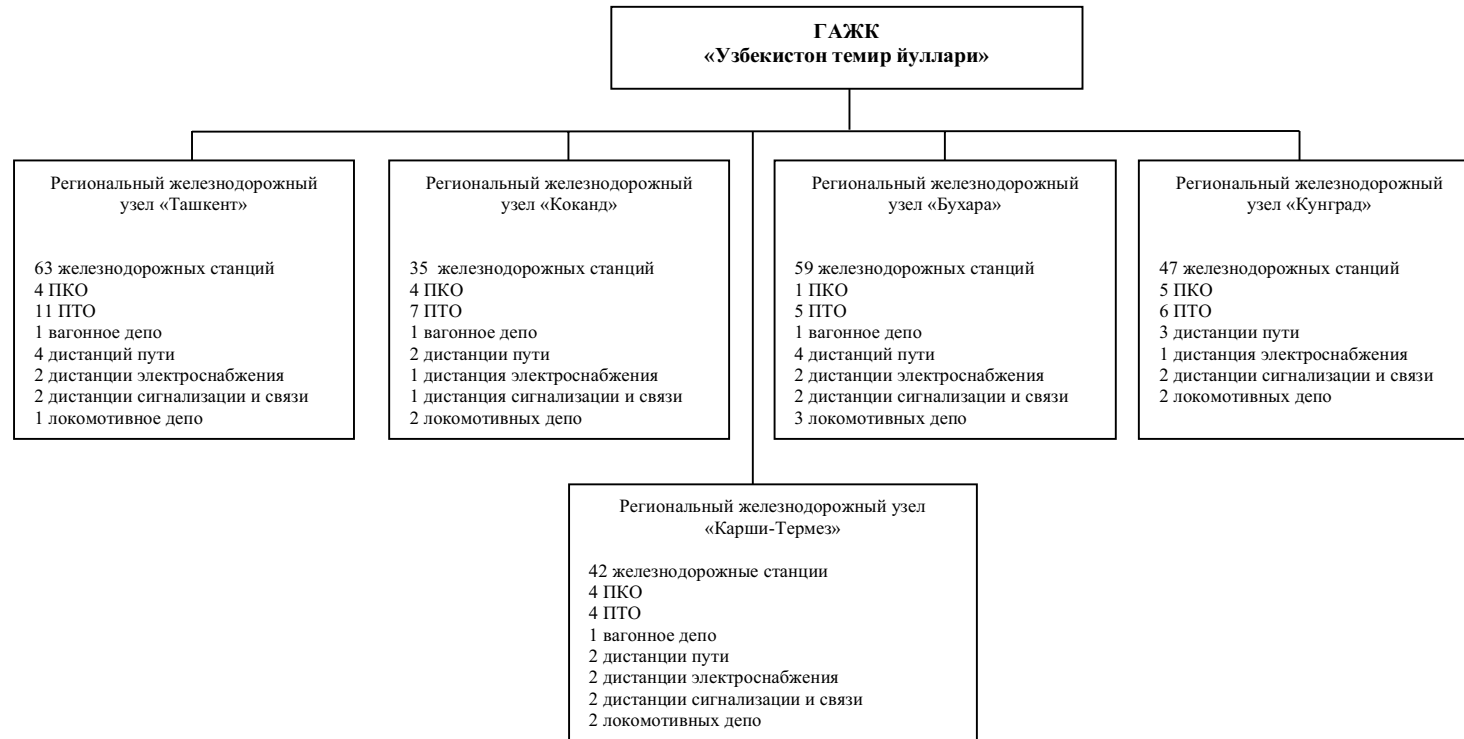 ГАЖК
«Узбекистон темир йуллари»
Региональный железнодорожный
узел «Ташкент»
63 железнодорожных станций
4 ПКО
11 ПТО
1 вагонное депо
4 дистанций пути
2 дистанции электроснабжения
2 дистанции сигнализации и связи
1 локомотивное депо
Региональный железнодорожный
узел «Коканд»
35 железнодорожных станций
4 ПКО
7 ПТО
1 вагонное депо
2 дистанции пути
1 дистанция электроснабжения
1 дистанция сигнализации и связи
2 локомотивных депо
Региональный железнодорожный
узел «Бухара»
59 железнодорожных станций
1 ПКО
5 ПТО
1 вагонное депо
4 дистанций пути
2 дистанции электроснабжения
2 дистанции сигнализации и связи
3 локомотивных депо
Региональный железнодорожный
узел «Кунград»
47 железнодорожных станций
5 ПКО
6 ПТО
3 дистанции пути
1 дистанция электроснабжения
2 дистанции сигнализации и связи
2 локомотивных депо
Региональный железнодорожный узел
«Карши-Термез»
42 железнодорожные станции
4 ПКО
4 ПТО
1 вагонное депо
2 дистанции пути
2 дистанции электроснабжения
2 дистанции сигнализации и связи
2 локомотивных депо